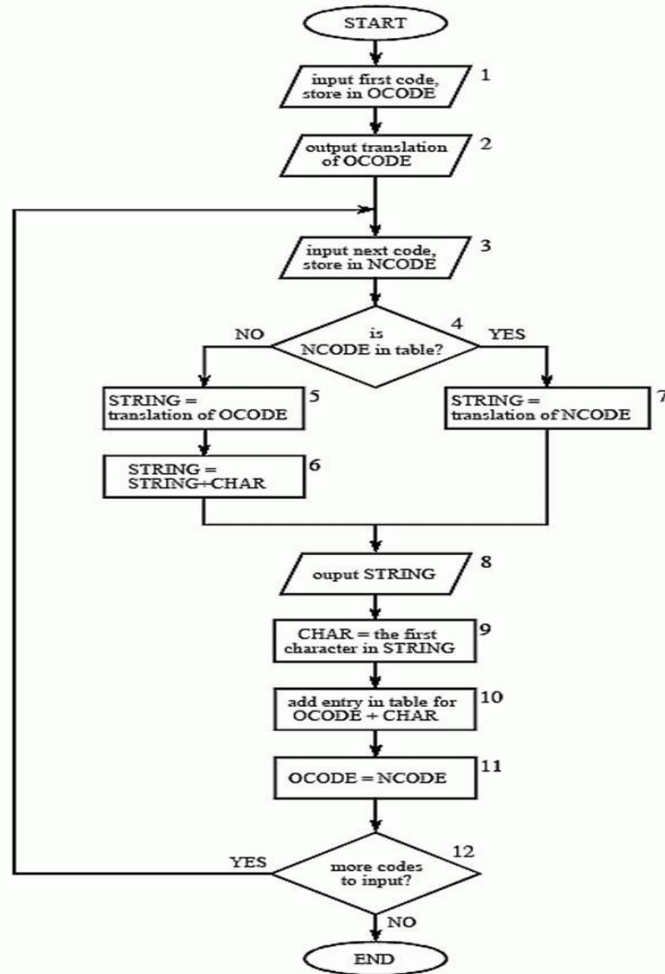 START
1
input first code,
store in OCODE
2
output translation
of OCODE
3
input next code,
store in NCODE
4
is
NCODE in table?
NO
YES
5
STRING =
translation of OCODE
7
STRING =
translation of NCODE
6
STRING =
STRING+CHAR
8
ouput STRING
9
CHAR = the first
character in STRING
10
add entry in table for
OCODE + CHAR
11
OCODE = NCODE
12
YES
more codes
to input?
NO
END